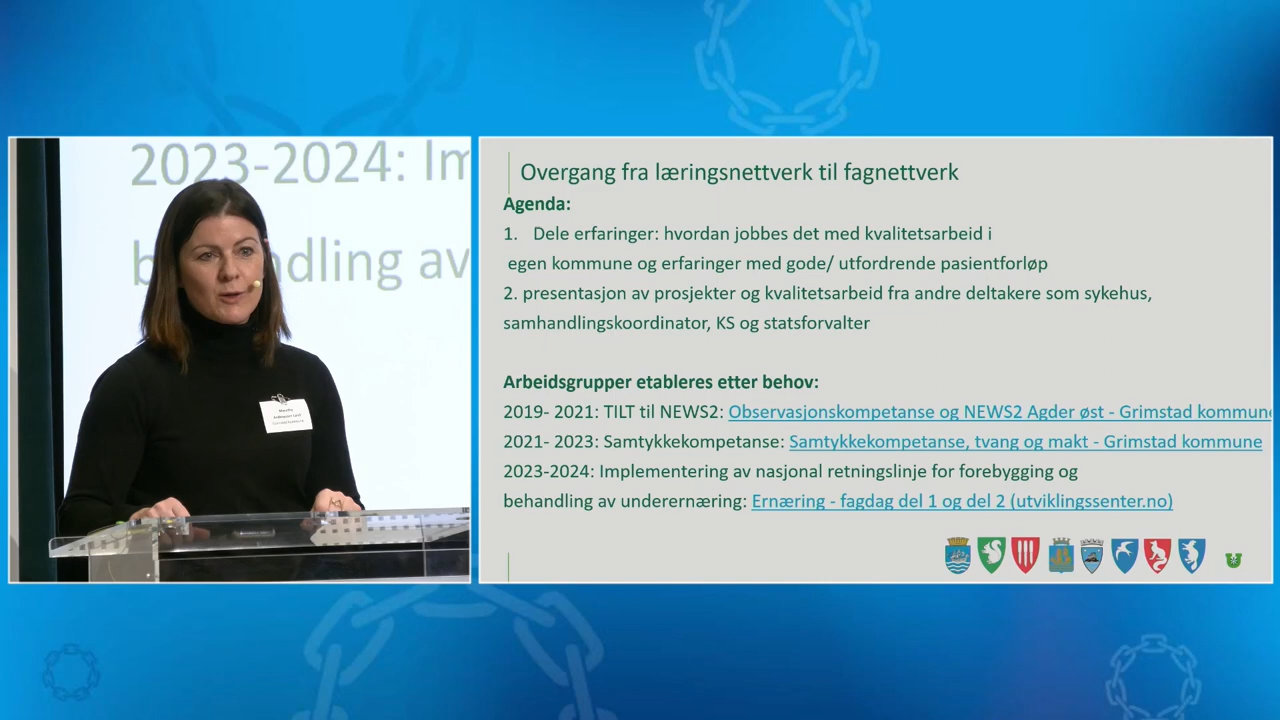 2023-2024: Im
b ndling av
Overgang fra læringsnettverk til fagnettverk
Agenda:
1. Dele erfaringer: hvordan jobbes det med kvalitetsarbeid i
egen kommune og erfaringer med gode/ utfordrende pasientforløp
2. presentasjon av prosjekter og kvalitetsarbeid fra andre deltakere som sykehus,
samhandlingskoordinator, KS og statsforvalter
Arbeidsgrupper etableres etter behov:
2019- 2021: TILT til NEWS2: Observasjonskompetanse og NEWS2 Agder øst - Grimstad kommune
2021- 2023: Samtykkekompetanse: Samtykkekompetanse, tvang og makt - Grimstad kommune
2023-2024: Implementering av nasjonal retningslinje for forebygging og
behandling av underernæring: Ernæring - fagdag del 1 og del 2 (utviklingssenter.no)